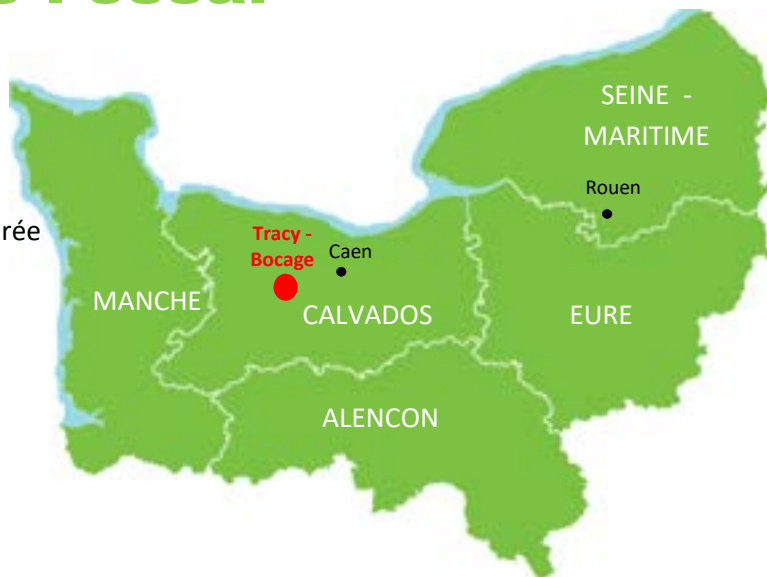 SEINE -
MARITIME
Rouen
rée
Tracy -
Bocage
Caen
MANCHE
CALVADOS
EURE
ALENCON